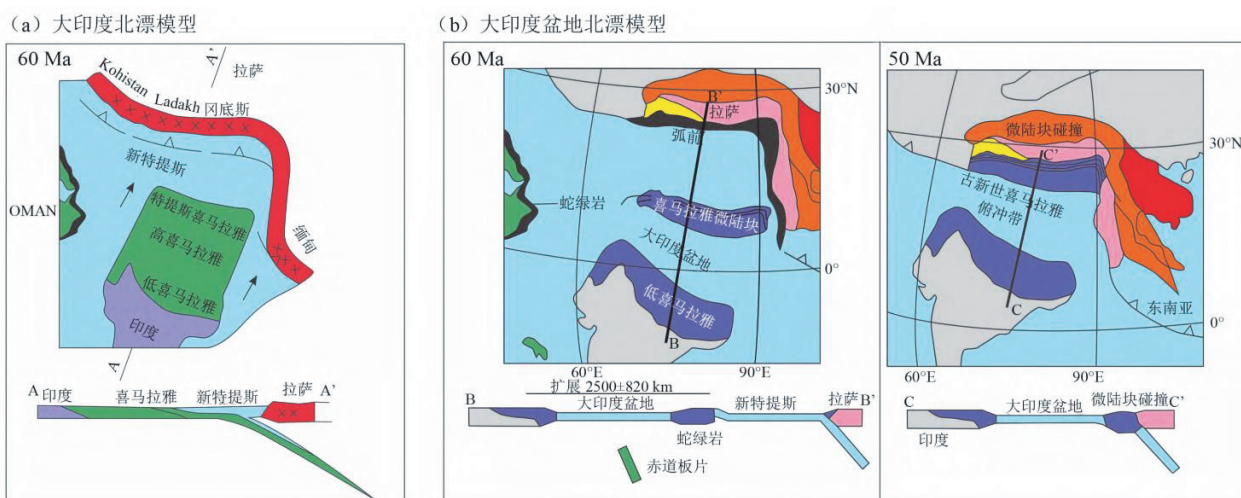 （a）大印度北漂模型
60 Ma
A'
拉萨
Kohistan Ladakh 冈底斯
新特提斯
OMAN
特提斯喜马拉雅
高喜马拉雅
低喜马拉雅
缅甸
印度
A
A 印度 喜马拉雅 新特提斯 拉萨 A'
（b）大印度盆地北漂模型
60 Ma
30°N
B'
拉萨
弧前
蛇绿岩
喜马拉雅微陆块
大印度盆地
0°
低喜马拉雅
B
60°E 90°E
扩展 2500±820 km
B 大印度盆地 新特提斯 拉萨 B'
蛇绿岩
赤道板片
50 Ma
微陆块碰撞
30°N
C'
古新世喜马拉雅
俯冲带
C
东南亚
0°
60°E 90°E
C 大印度盆地 微陆块碰撞 C'
印度